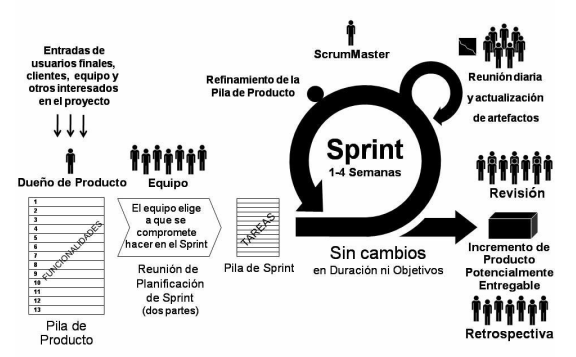 Entradas de
usuarios finales,
clientes, equipo y
otros interesados
en el proyecto
Dueño de Producto
1
2
3
4
5
6
7
8
9
10
11
12
13
FUNCIONALIDADES
Pila de
Producto
Equipo
El equipo elige
a que se
compromete
hacer en el Sprint
Reunión de
Planificación
de Sprint
(dos partes)
TAREAS
Pila de Sprint
ScrumMaster
Refinamiento de la
Pila de Producto
Sprint
1-4 Semanas
Sin cambios
en Duración ni Objetivos
Reunión diaria
y actualización
de artefactos
Revisión
Incremento de
Producto
Potencialmente
Entregable
Retrospectiva